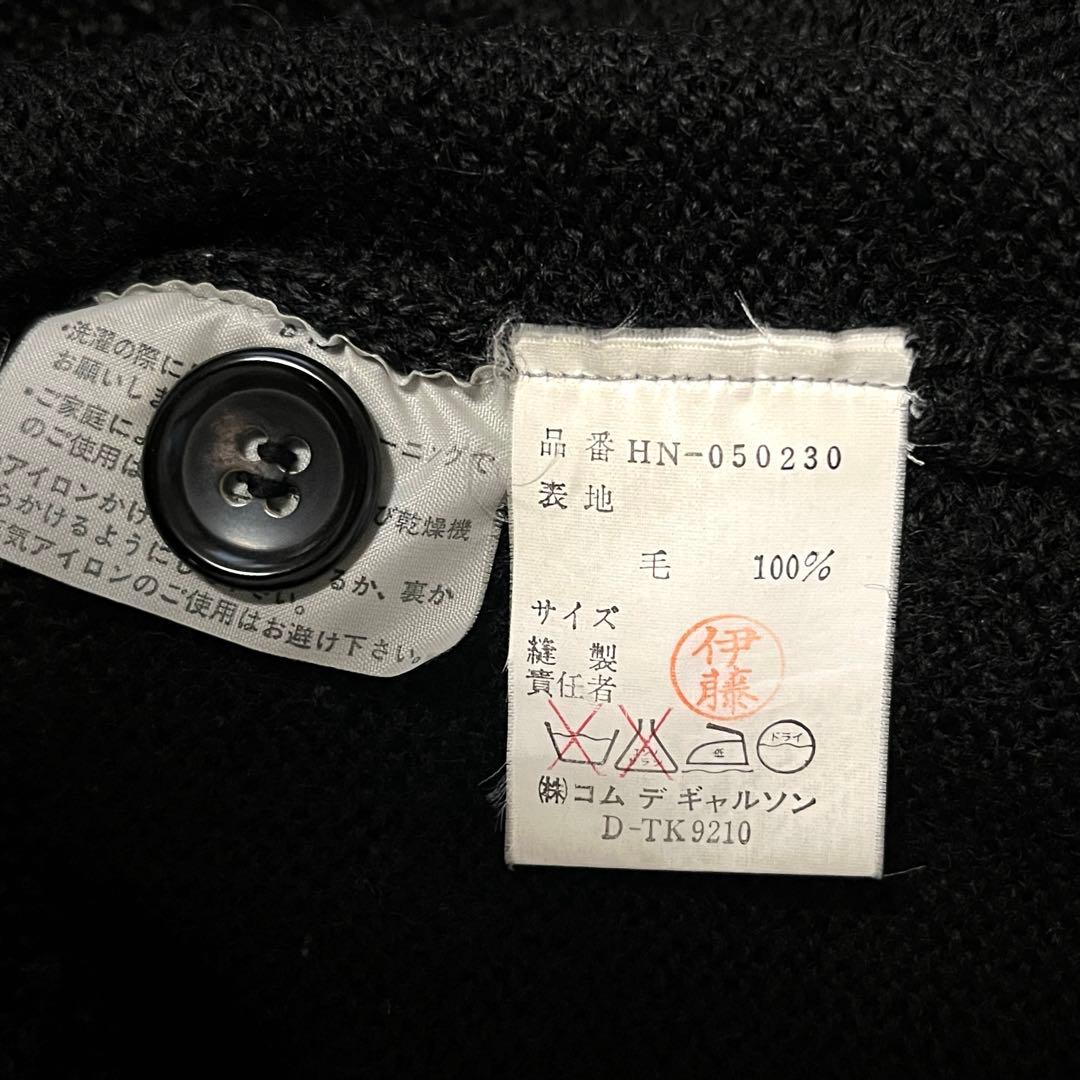 ・洗濯の際に
お願いしま
・ご家庭によ ーニングで
のご使用は び乾燥機
アイロンかけ
らかけるように るか、裏か
気アイロンのご使用はお避け下さい。
品番 HN-050230
表地
毛 100%
サイズ
縫製
責任者
伊藤
低 ドライ
㈱コム デ ギャルソン
D-TK9210